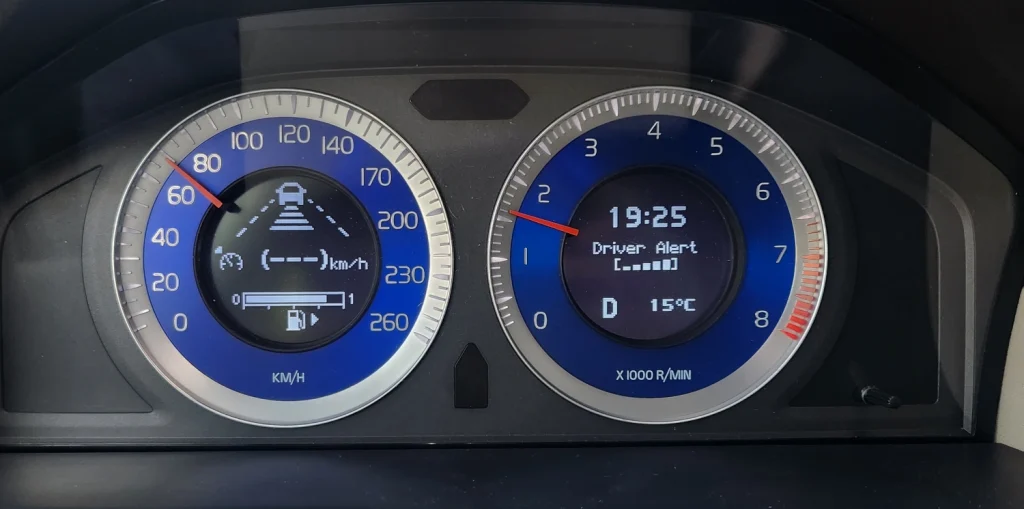 0 20 40 60 80 100 120 140 170 200 230 260
(---)km/h
0 1
KM/H
0 1 2 3 4 5 6 7 8
19:25
Driver Alert
D 15°C
X 1000 R/MIN